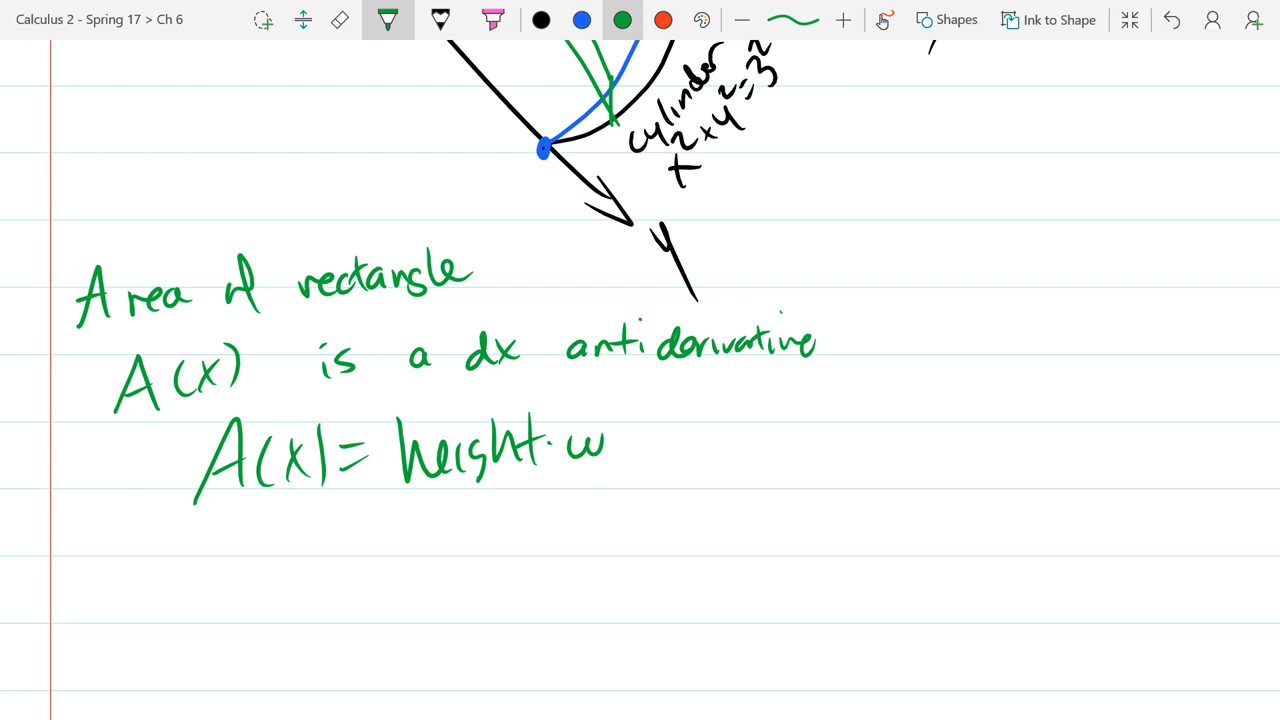 Calculus 2 - Spring 17 > Ch 6
Shapes
Ink to Shape
cylinder
x² + y² = 3²
y
Area of rectangle
A(x) is a dx antiderivative
A(x) = height · w